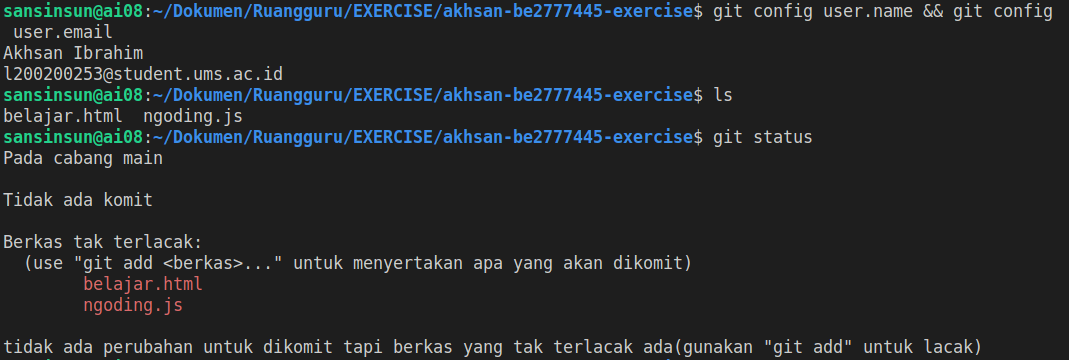 sansinsun@ai08:~/Dokumen/Ruangguru/EXERCISE/akhsan-be2777445-exercise$ git config user.name && git config
 user.email
Akhsan Ibrahim
l200200253@student.ums.ac.id
sansinsun@ai08:~/Dokumen/Ruangguru/EXERCISE/akhsan-be2777445-exercise$ ls
belajar.html  ngoding.js
sansinsun@ai08:~/Dokumen/Ruangguru/EXERCISE/akhsan-be2777445-exercise$ git status
Pada cabang main

Tidak ada komit

Berkas tak terlacak:
  (use "git add <berkas>..." untuk menyertakan apa yang akan dikomit)
        belajar.html
        ngoding.js

tidak ada perubahan untuk dikomit tapi berkas yang tak terlacak ada(gunakan "git add" untuk lacak)